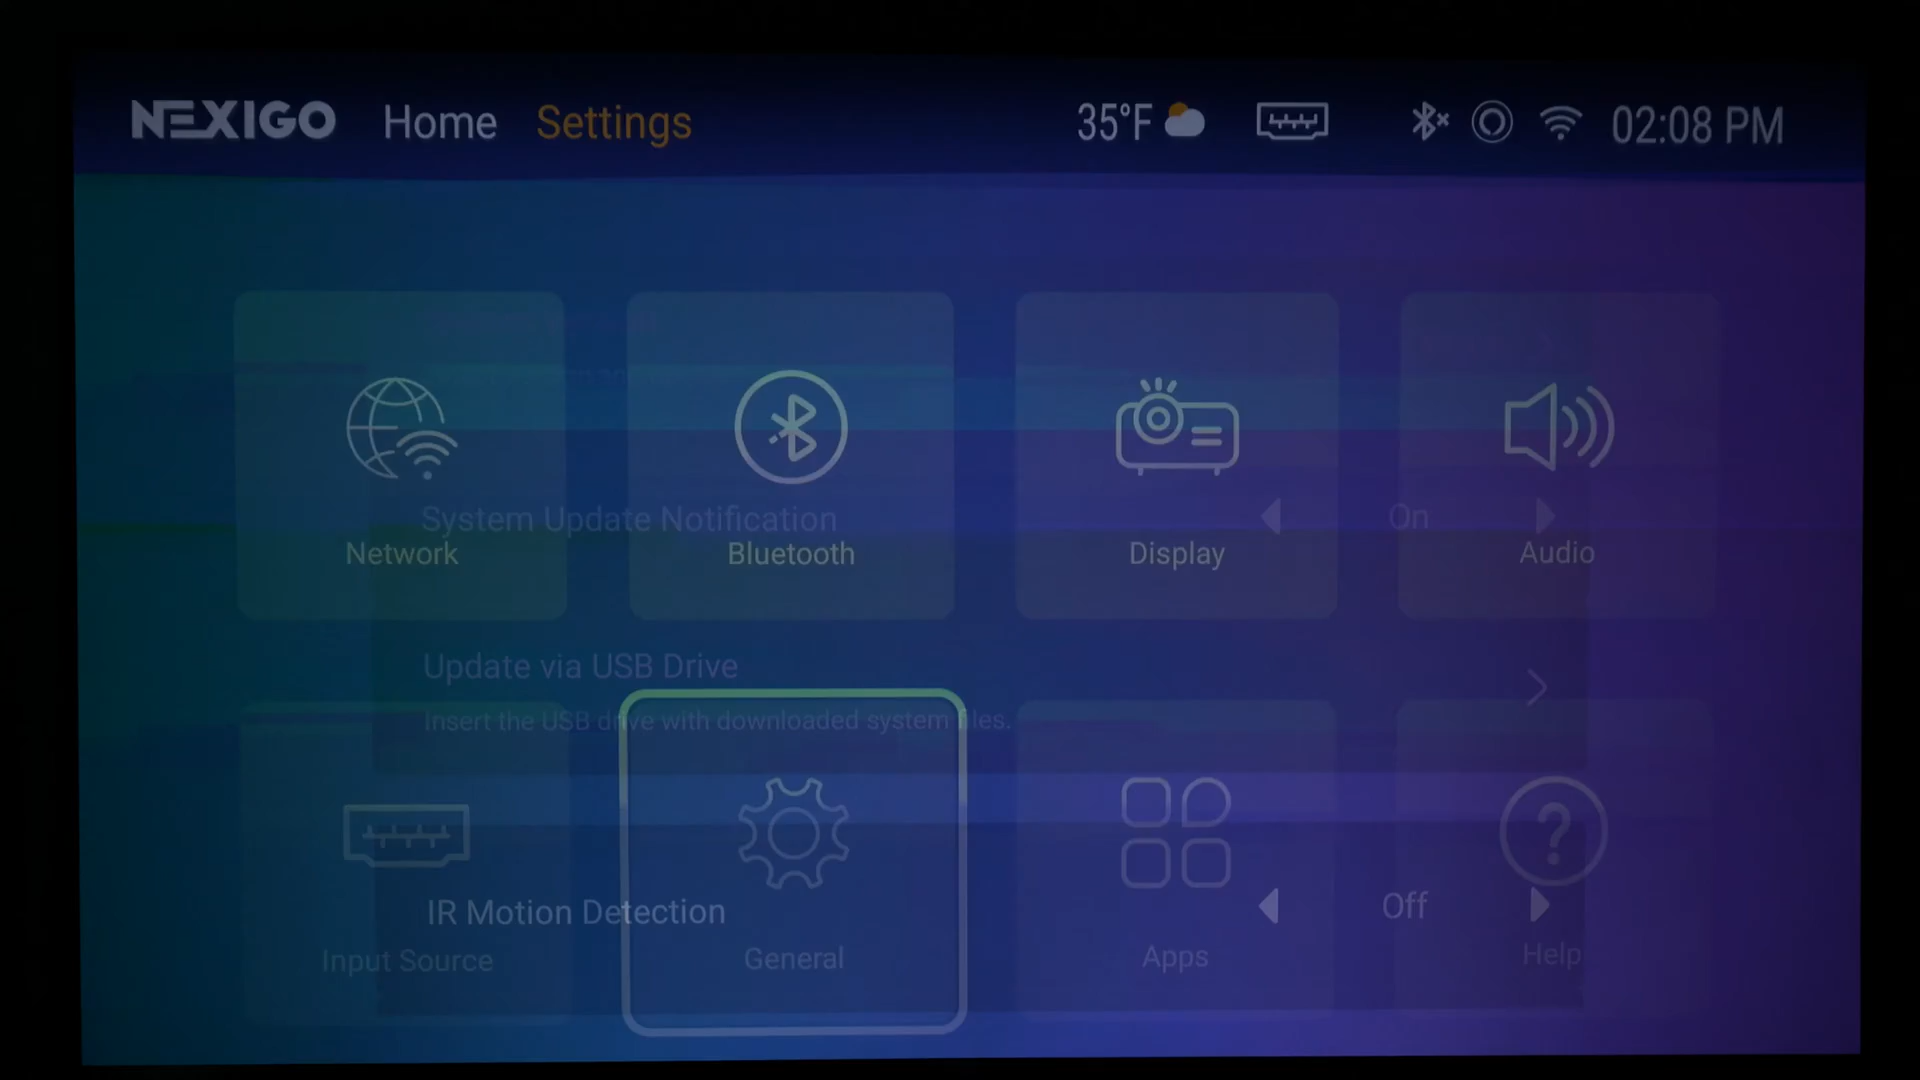 NEXIGO Home Settings 35°F 02:08 PM
System Update Notification On
Network Bluetooth Display Audio
Update via USB Drive
Insert the USB drive with downloaded system files.
IR Motion Detection Off
Input Source General Apps Help